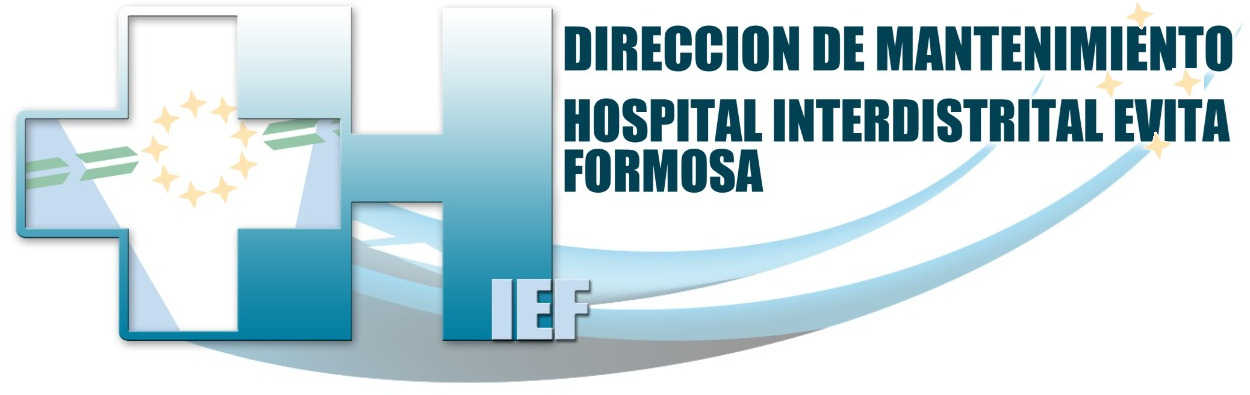 DIRECCION DE MANTENIMIENTO
HOSPITAL INTERDISTRITAL EVITA
FORMOSA
H
IEF